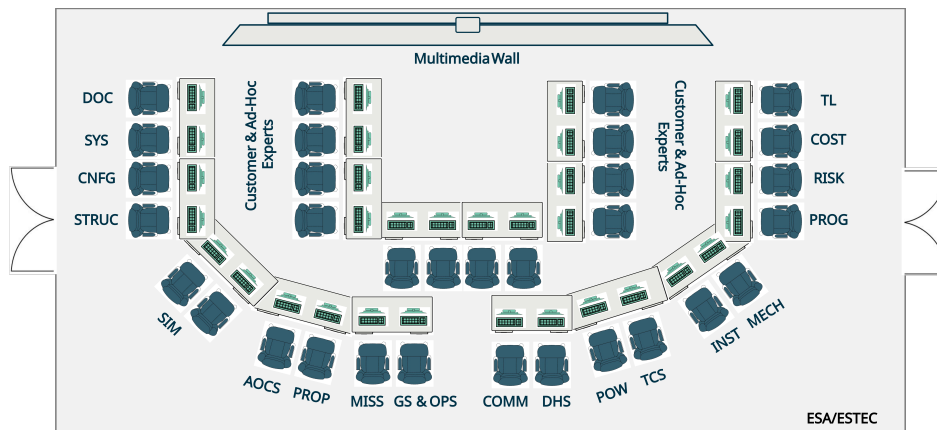 Multimedia Wall
DOC
SYS
CNFG
STRUC
Customer & Ad-Hoc
Experts
Customer & Ad-Hoc
Experts
TL
COST
RISK
PROG
SIM
AOCS
PROP
MISS
GS & OPS
COMM
DHS
POW
TCS
INST
MECH
ESA/ESTEC